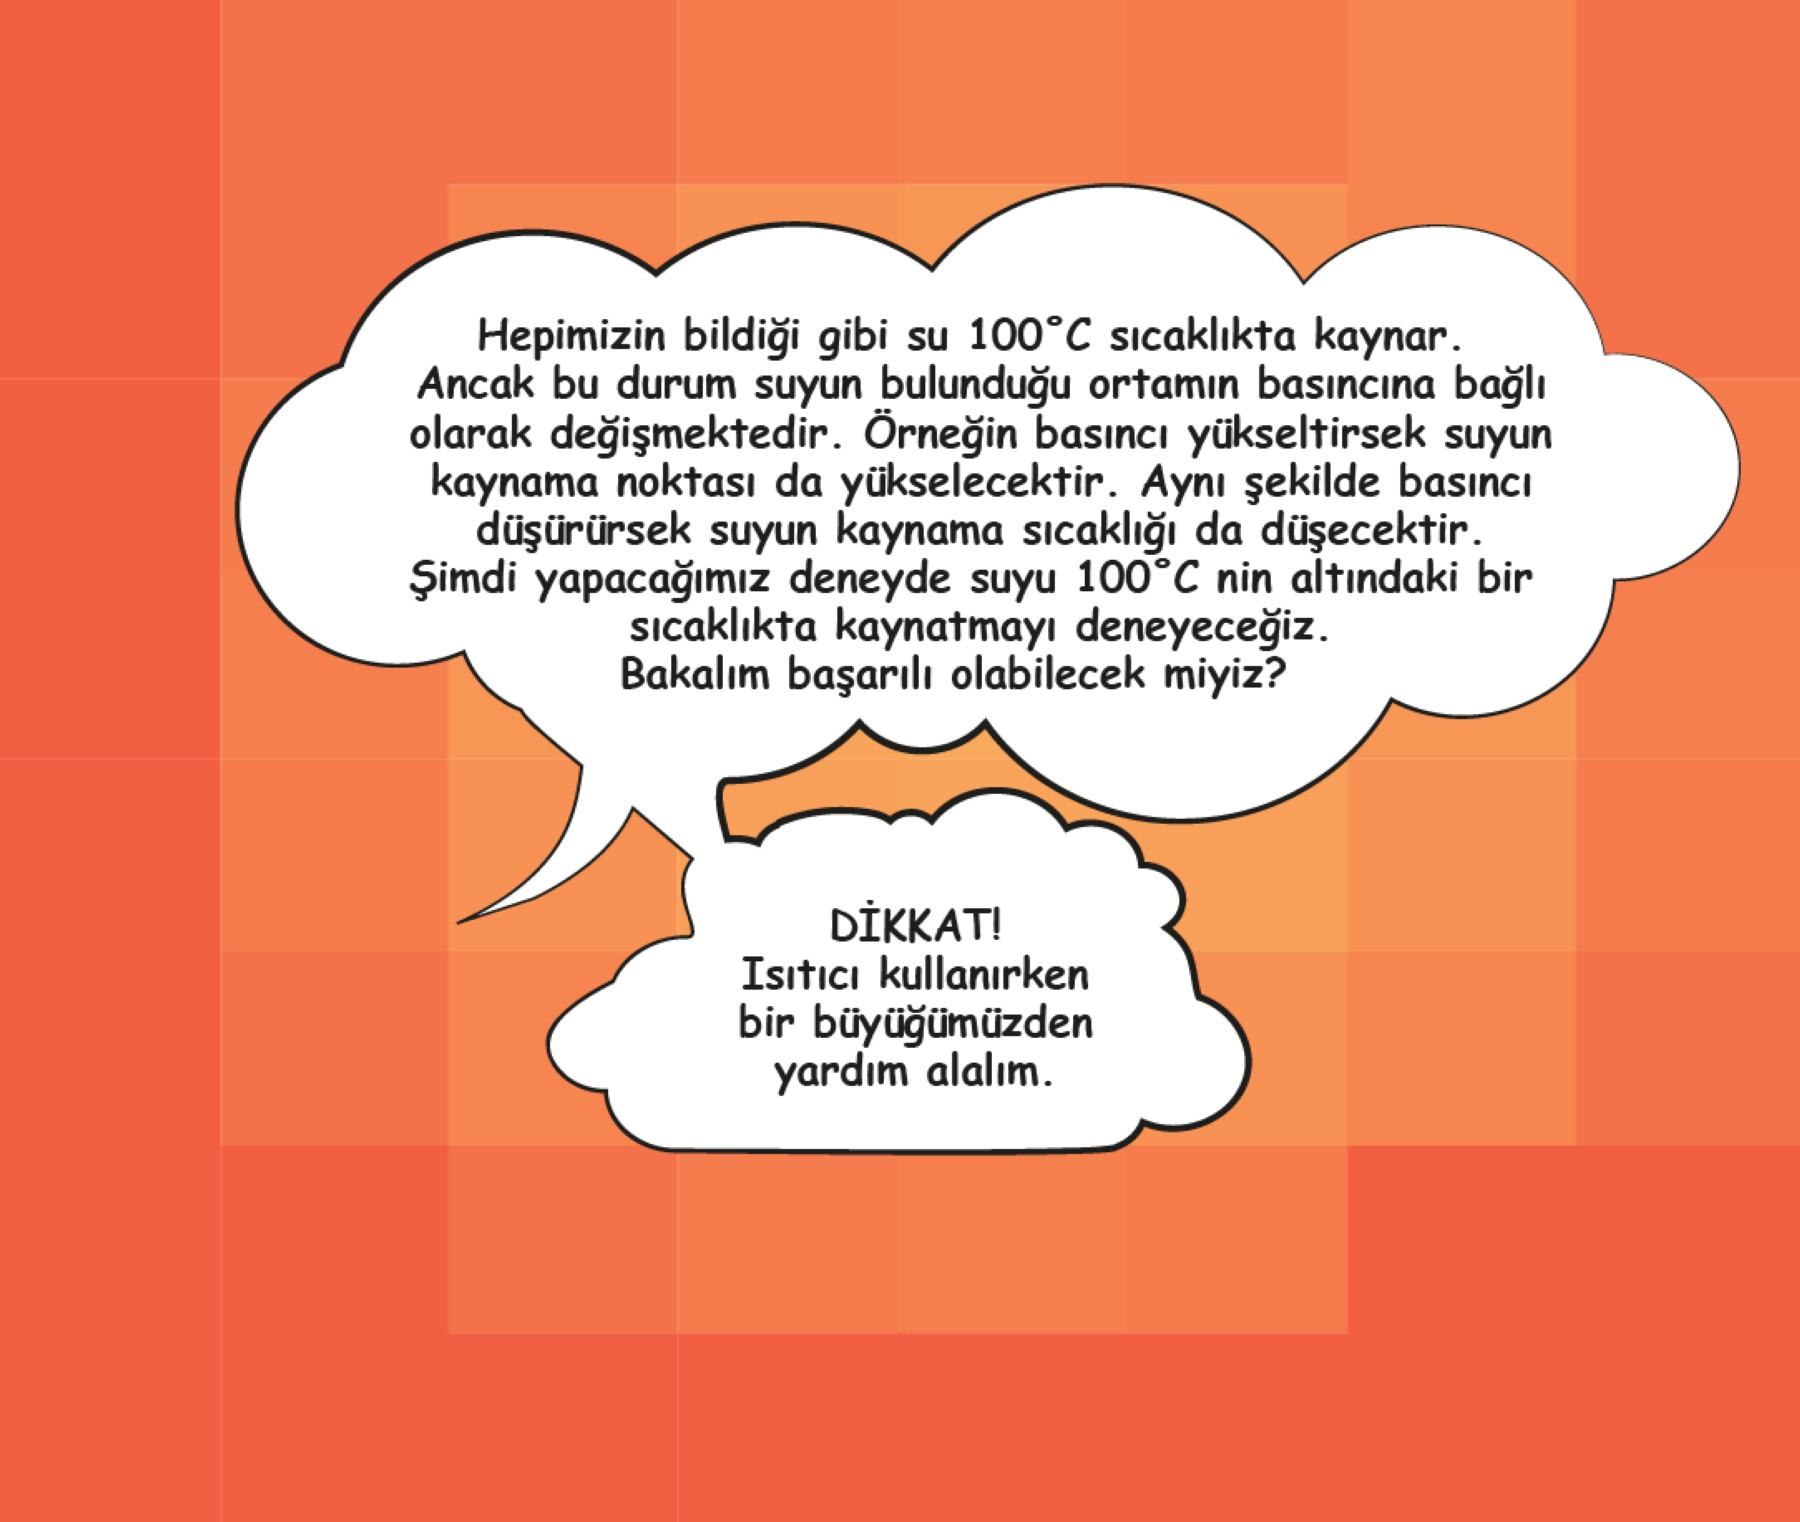 Hepimizin bildiği gibi su 100˚C sıcaklıkta kaynar.
Ancak bu durum suyun bulunduğu ortamın basıncına bağlı
olarak değişmektedir. Örneğin basıncı yükseltirsek suyun
kaynama noktası da yükselecektir. Aynı şekilde basıncı
düşürürsek suyun kaynama sıcaklığı da düşecektir.
Şimdi yapacağımız deneyde suyu 100˚C nin altındaki bir
sıcaklıkta kaynatmayı deneyeceğiz.
Bakalım başarılı olabilecek miyiz?
DİKKAT!
Isıtıcı kullanırken
bir büyüğümüzden
yardım alalım.